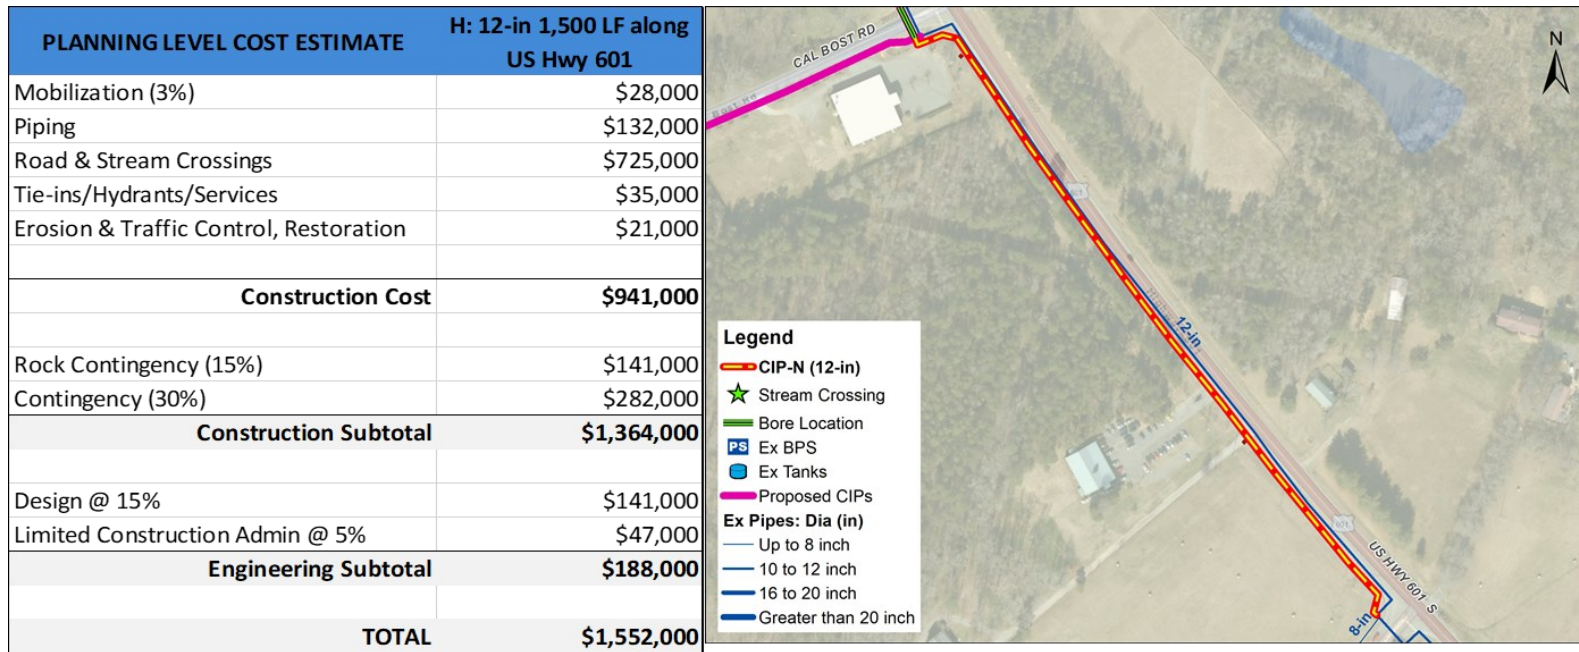 PLANNING LEVEL COST ESTIMATE H: 12-in 1,500 LF along
US Hwy 601
Mobilization (3%) $28,000
Piping $132,000
Road & Stream Crossings $725,000
Tie-ins/Hydrants/Services $35,000
Erosion & Traffic Control, Restoration $21,000
Construction Cost $941,000
Rock Contingency (15%) $141,000
Contingency (30%) $282,000
Construction Subtotal $1,364,000
Design @ 15% $141,000
Limited Construction Admin @ 5% $47,000
Engineering Subtotal $188,000
TOTAL $1,552,000
CAL BOST RD
N
12-in
601
US HWY 601 S
8-in
Legend
CIP-N (12-in)
Stream Crossing
Bore Location
PS Ex BPS
Ex Tanks
Proposed CIPs
Ex Pipes: Dia (in)
Up to 8 inch
10 to 12 inch
16 to 20 inch
Greater than 20 inch